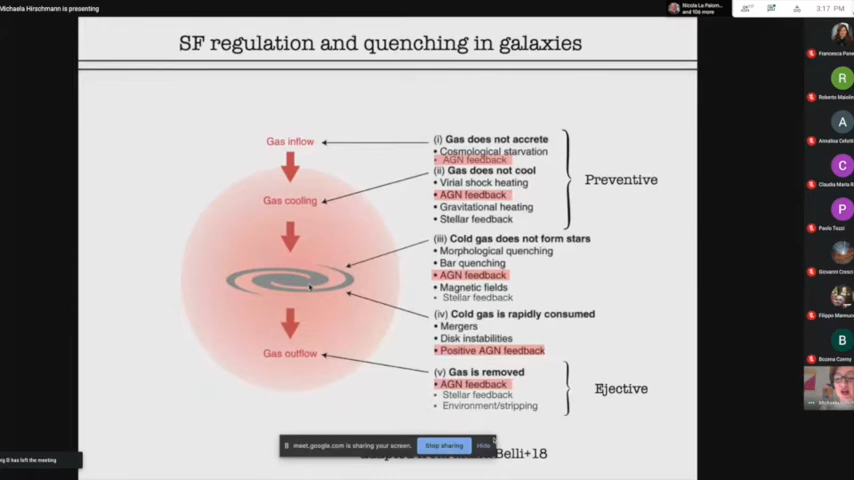 Michaela Hirschmann is presenting
and 106 more
3:17 PM
SF regulation and quenching in galaxies
Gas inflow
Gas cooling
Gas outflow
(i) Gas does not accrete
• Cosmological starvation
• AGN feedback
(ii) Gas does not cool
• Virial shock heating
• AGN feedback
• Gravitational heating
• Stellar feedback
Preventive
(iii) Cold gas does not form stars
• Morphological quenching
• Bar quenching
• AGN feedback
• Magnetic fields
• Stellar feedback
(iv) Cold gas is rapidly consumed
• Mergers
• Disk instabilities
• Positive AGN feedback
(v) Gas is removed
• AGN feedback
• Stellar feedback
• Environment/stripping
Ejective
meet.google.com is sharing your screen.
Stop sharing
Hide
Belli+18
has left the meeting
Francesca
R
Roberto
A
Annalisa
C
Claudia Maria
P
Paolo Tozzi
Giovanni
Filippo
B
Bozena